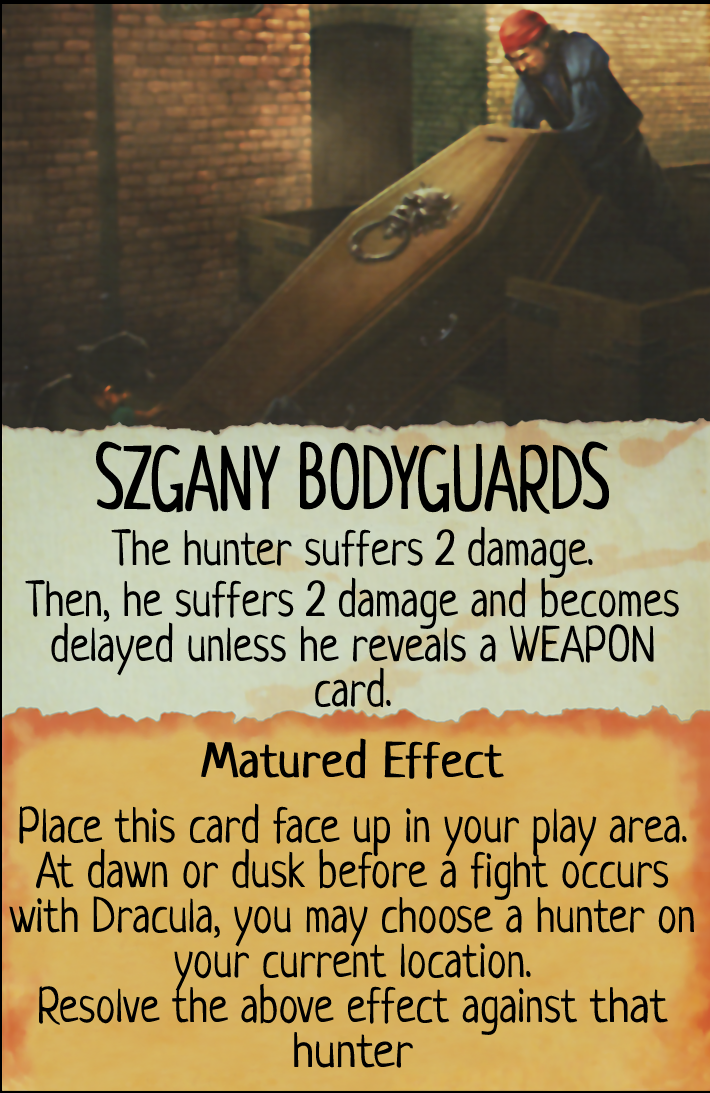 SZGANY BODYGUARDS
The hunter suffers 2 damage.
Then, he suffers 2 damage and becomes
delayed unless he reveals a WEAPON
card.
Matured Effect
Place this card face up in your play area.
At dawn or dusk before a fight occurs
with Dracula, you may choose a hunter on
your current location.
Resolve the above effect against that
hunter